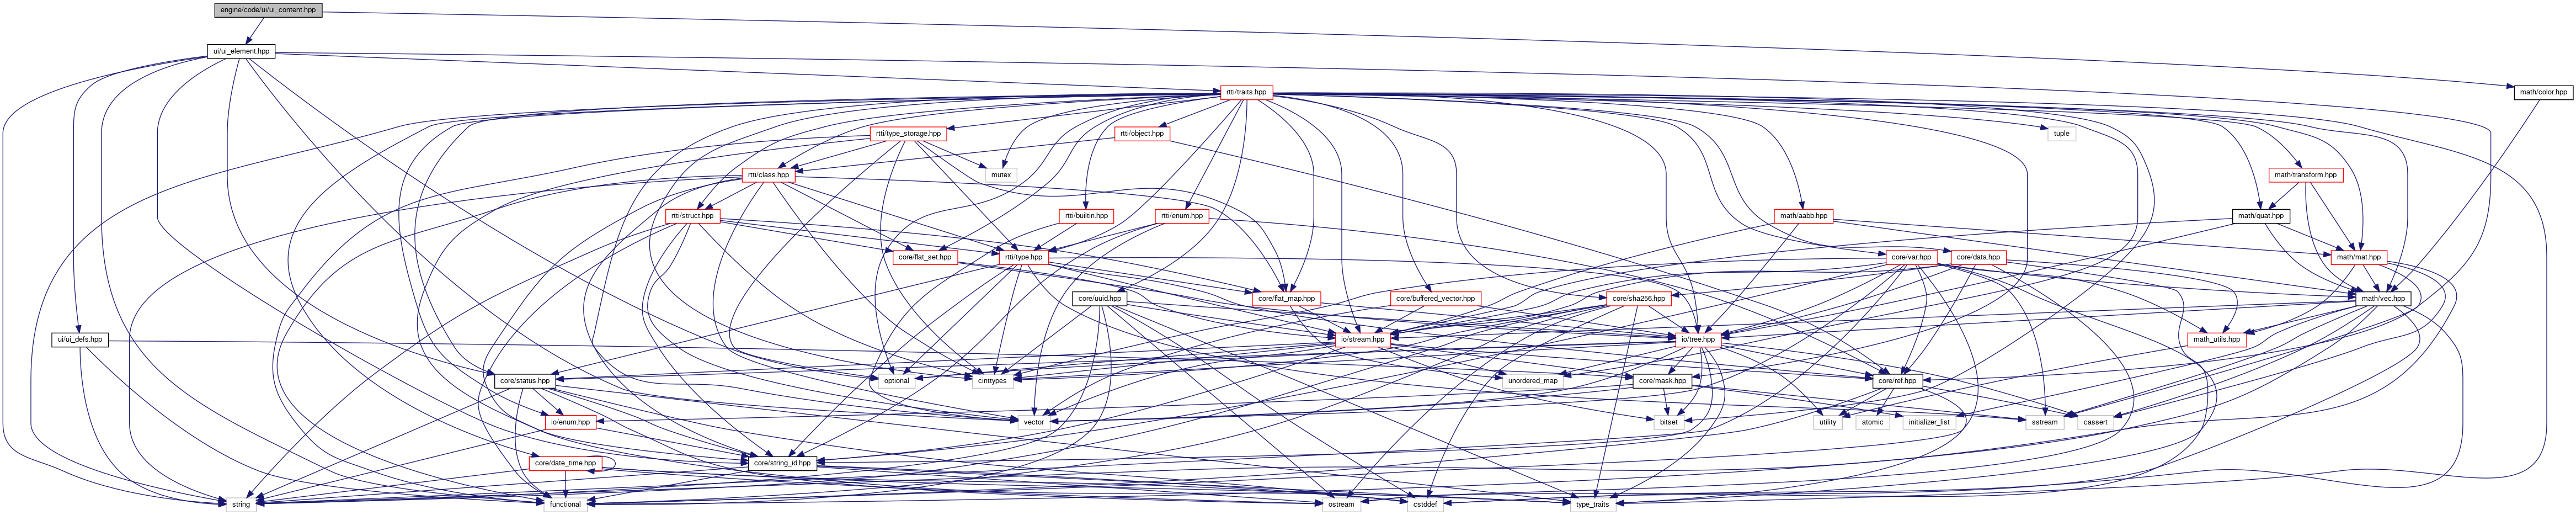 engine/code/ui/ui_content.hpp
ui/ui_element.hpp
rtti/traits.hpp
math/color.hpp
rtti/type_storage.hpp
rtti/object.hpp
tuple
rtti/class.hpp
mutex
math/transform.hpp
rtti/struct.hpp
rtti/builtin.hpp
rtti/enum.hpp
math/aabb.hpp
math/quat.hpp
core/flat_set.hpp
rtti/type.hpp
core/var.hpp
core/data.hpp
math/mat.hpp
core/uuid.hpp
core/flat_map.hpp
core/buffered_vector.hpp
core/sha256.hpp
math/vec.hpp
ui/ui_defs.hpp
io/stream.hpp
io/tree.hpp
math_utils.hpp
core/status.hpp
optional
cinttypes
unordered_map
core/mask.hpp
core/ref.hpp
io/enum.hpp
vector
bitset
utility
atomic
initializer_list
sstream
cassert
core/date_time.hpp
core/string_id.hpp
string
functional
ostream
cstddef
type_traits